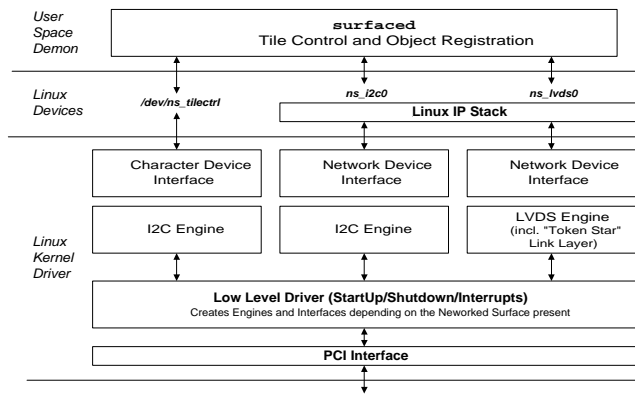 User
Space
Demon
surfaced
Tile Control and Object Registration
Linux
Devices
/dev/ns_tilectrl
ns_i2c0
ns_lvds0
Linux IP Stack
Character Device
Interface
Network Device
Interface
Network Device
Interface
Linux
Kernel
Driver
I2C Engine
I2C Engine
LVDS Engine
(incl. "Token Star"
Link Layer)
Low Level Driver (StartUp/Shutdown/Interrupts)
Creates Engines and Interfaces depending on the Neworked Surface present
PCI Interface